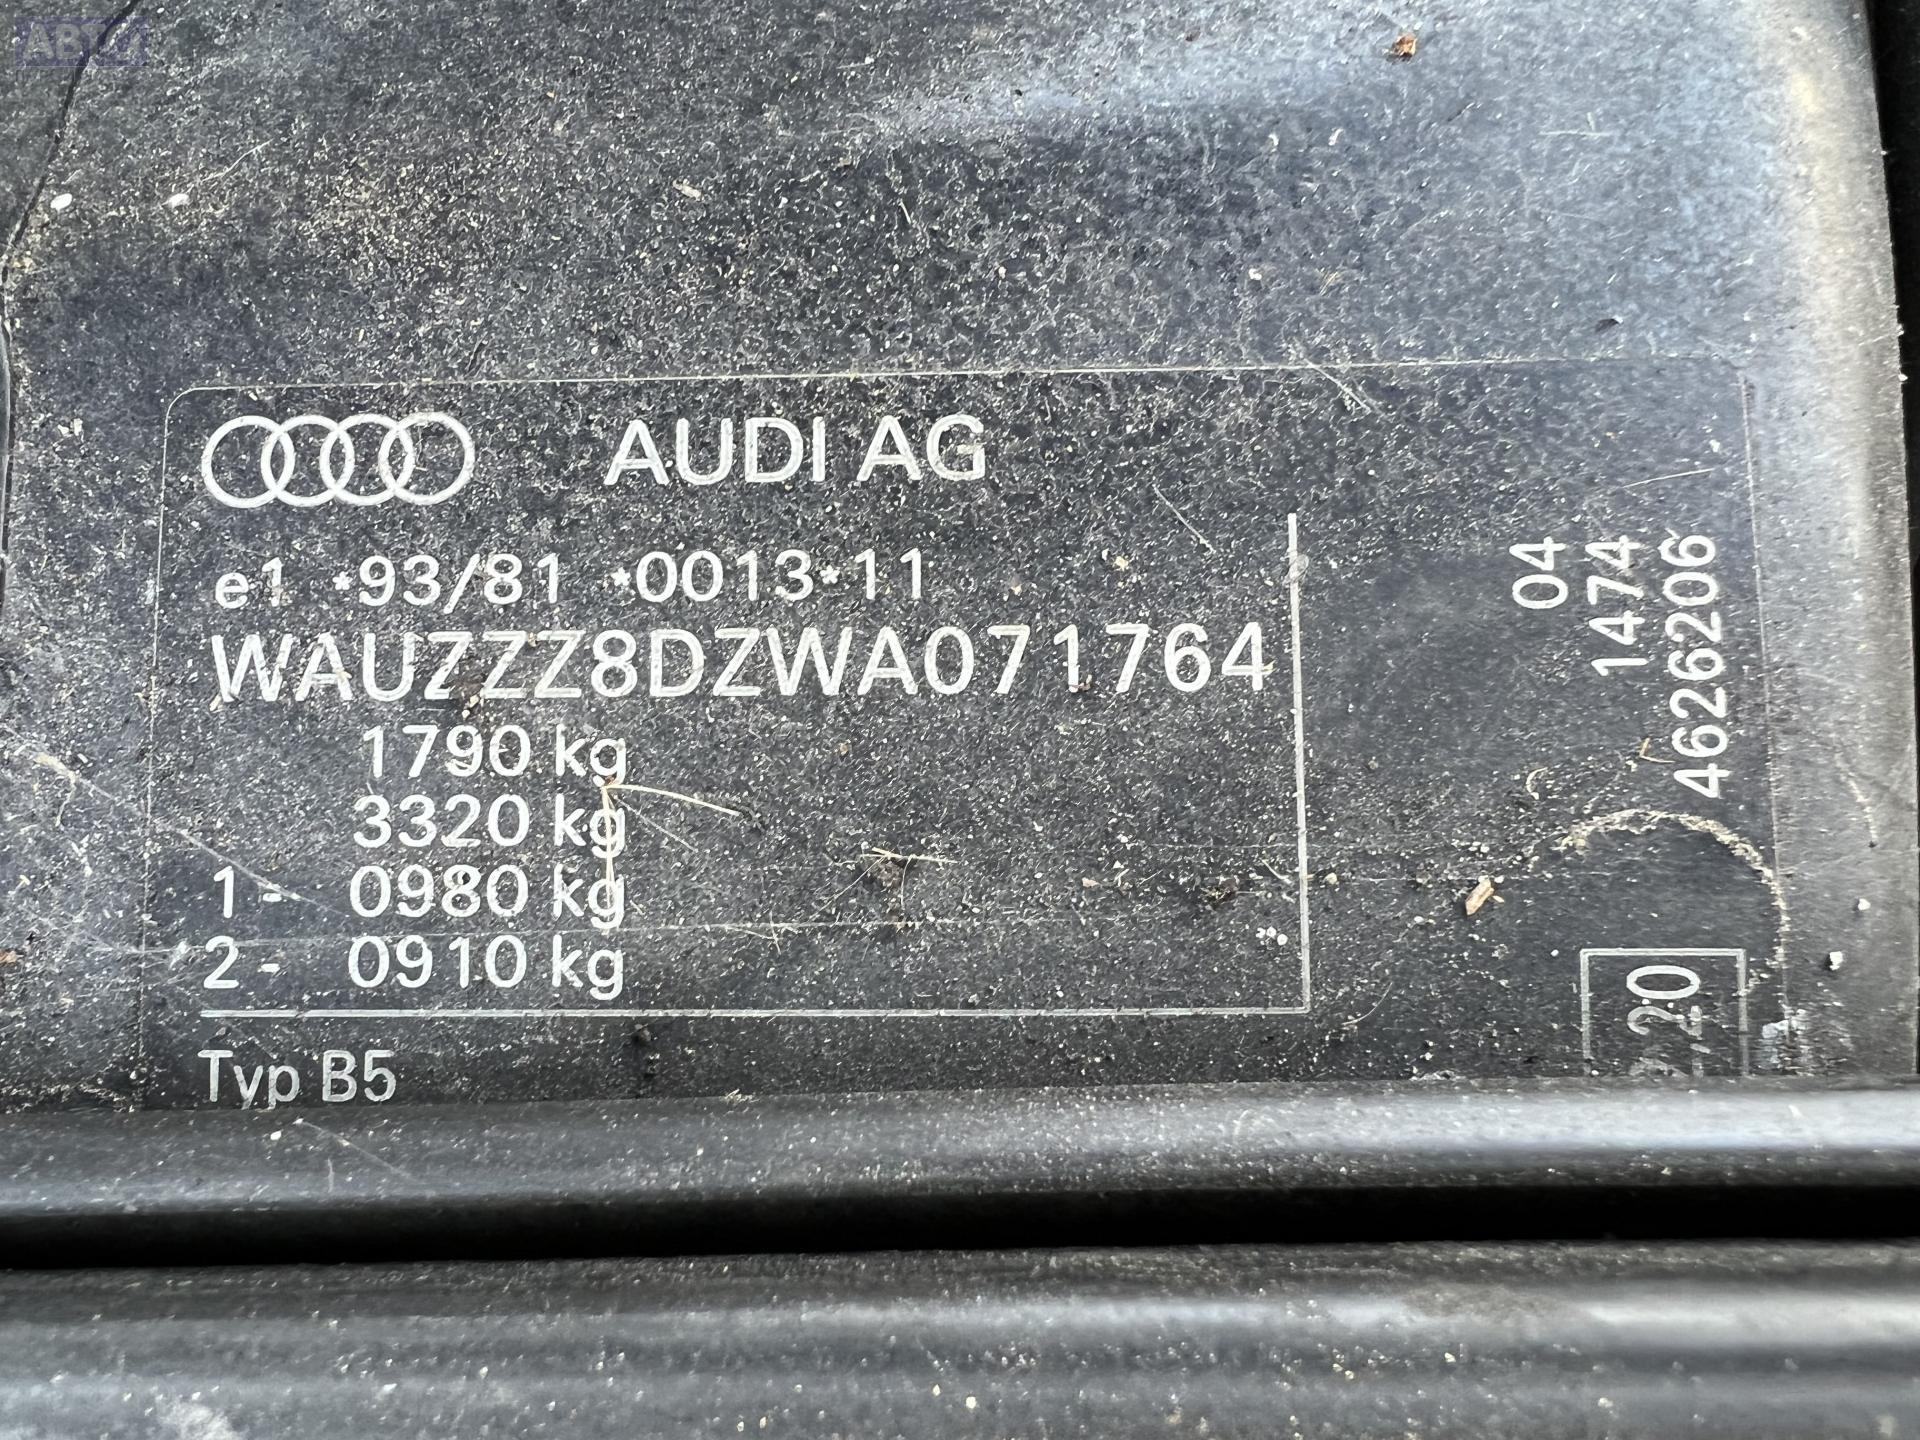 AUDI AG
e1 *93/81 *0013*11
WAUZZZ8DZWA071764
1790 kg
3320 kg
1- 0980 kg
2- 0910 kg
Typ B5
04
1474
4626206